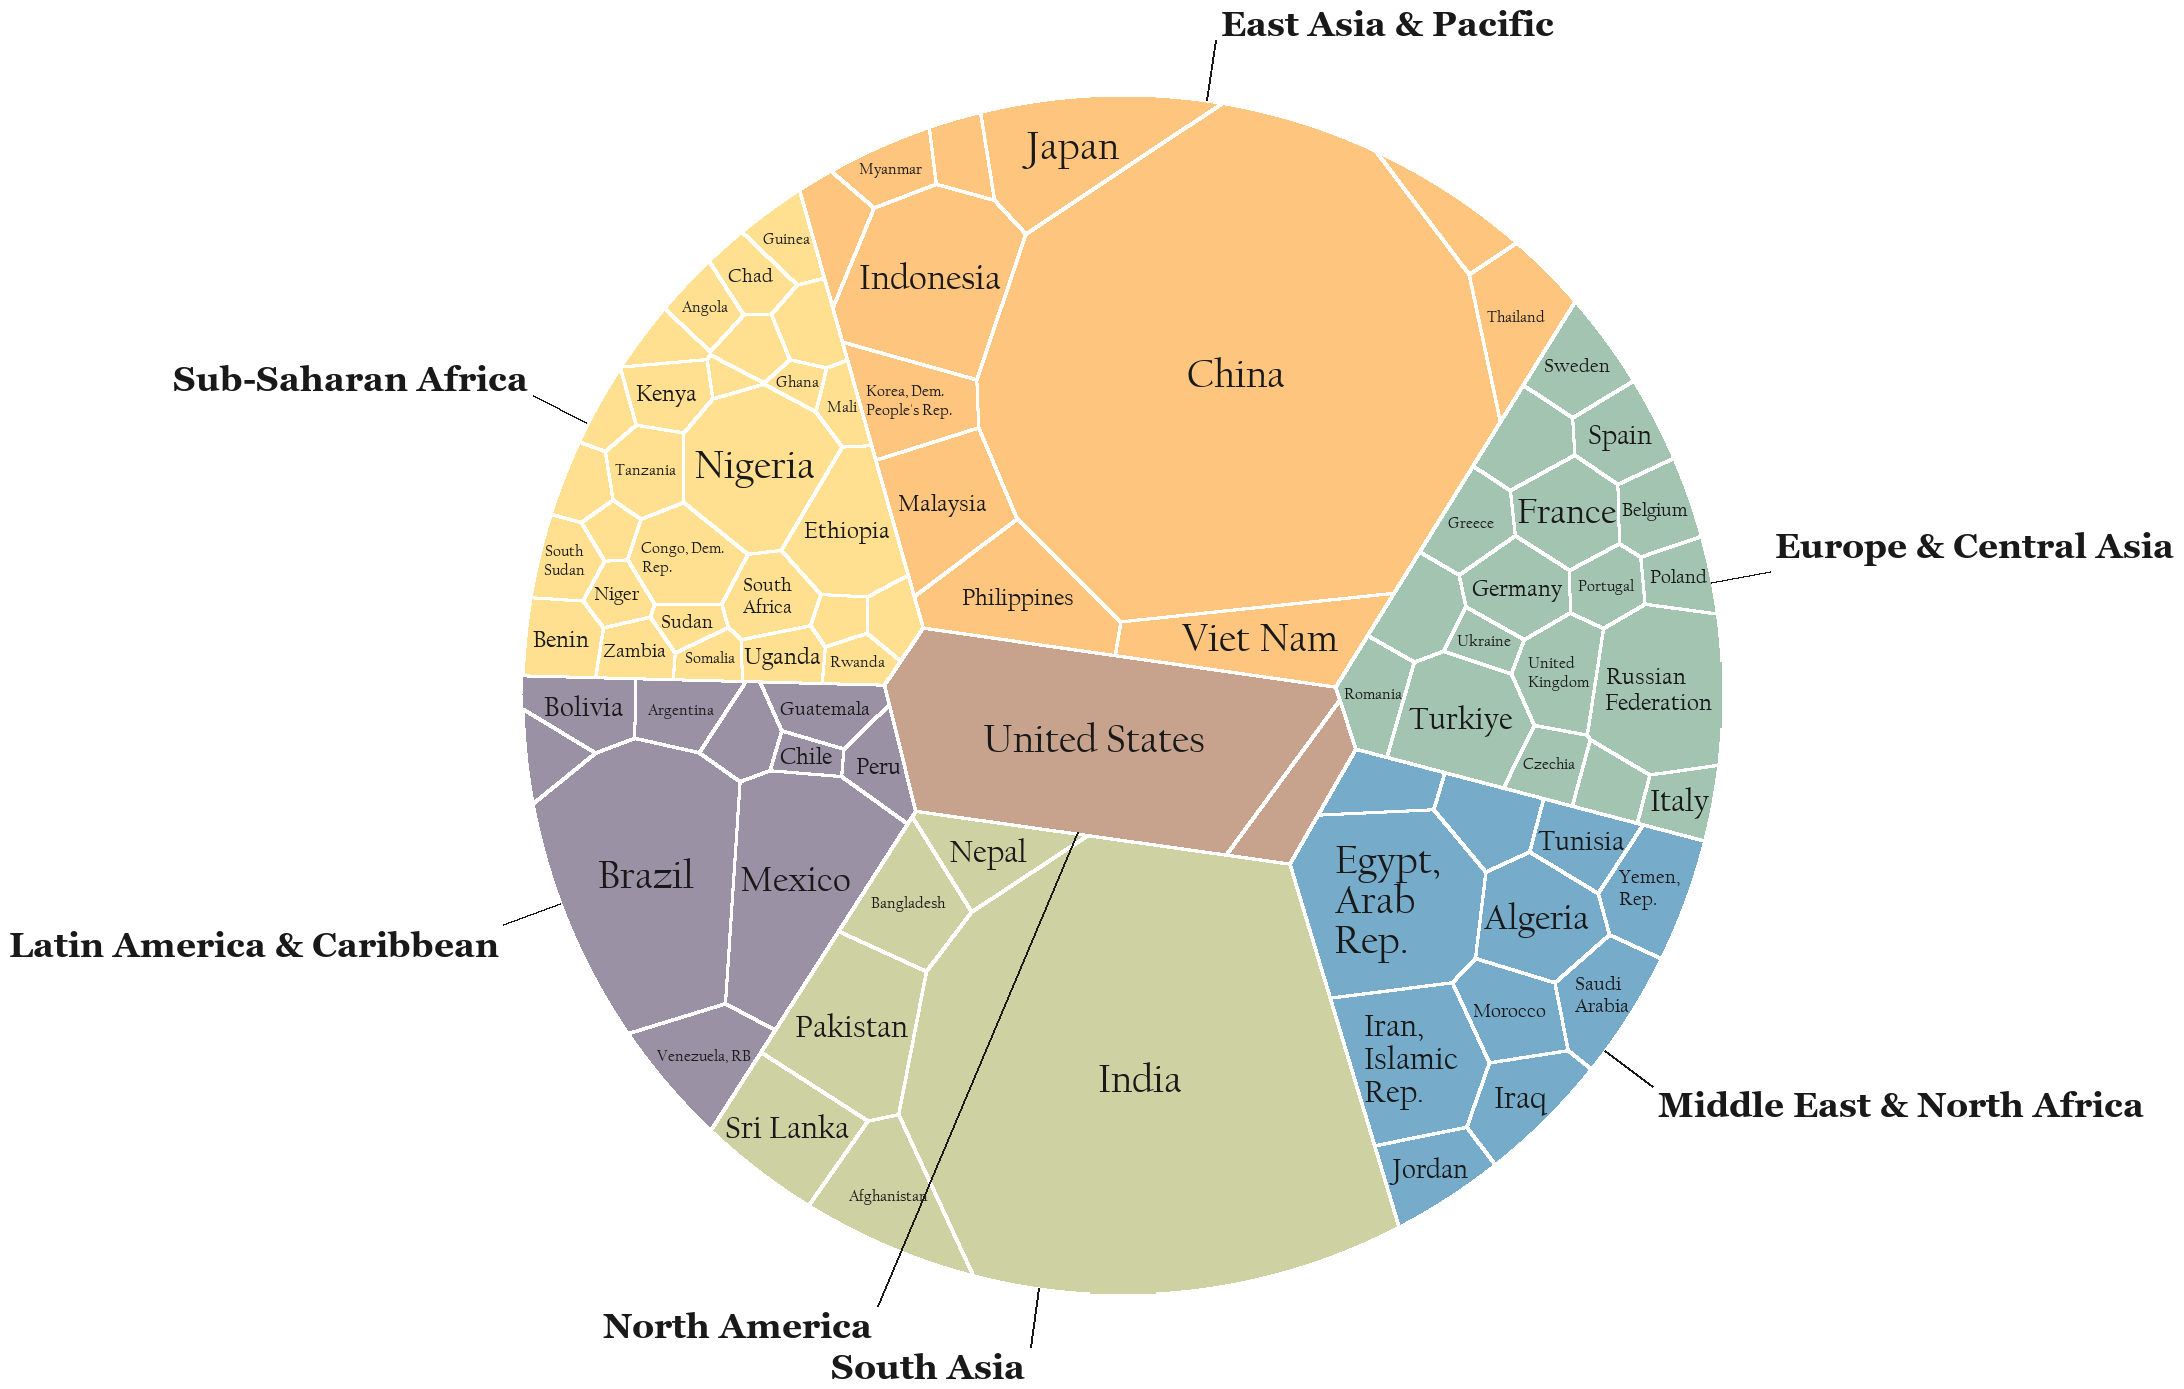 East Asia & Pacific
Japan
Myanmar
Guinea
Chad
Indonesia
Angola
Thailand
China
Sweden
Sub-Saharan Africa
Kenya
Ghana
Korea, Dem.
People's Rep.
Mali
Spain
Nigeria
Tanzania
Malaysia
France
Belgium
Greece
Ethiopia
Europe & Central Asia
South
Sudan
Congo, Dem.
Rep.
Poland
Germany
Portugal
Niger
South
Africa
Philippines
Sudan
Benin
Viet Nam
Ukraine
Zambia
Somalia
Uganda
Rwanda
United
Kingdom
Russian
Federation
Romania
Bolivia
Argentina
Guatemala
Turkiye
United States
Chile
Peru
Czechia
Italy
Nepal
Tunisia
Egypt,
Arab
Rep.
Brazil
Mexico
Yemen,
Rep.
Bangladesh
Algeria
Latin America & Caribbean
Saudi
Arabia
Morocco
Pakistan
Iran,
Islamic
Rep.
Venezuela, RB
India
Iraq
Middle East & North Africa
Sri Lanka
Jordan
Afghanistan
North America
South Asia